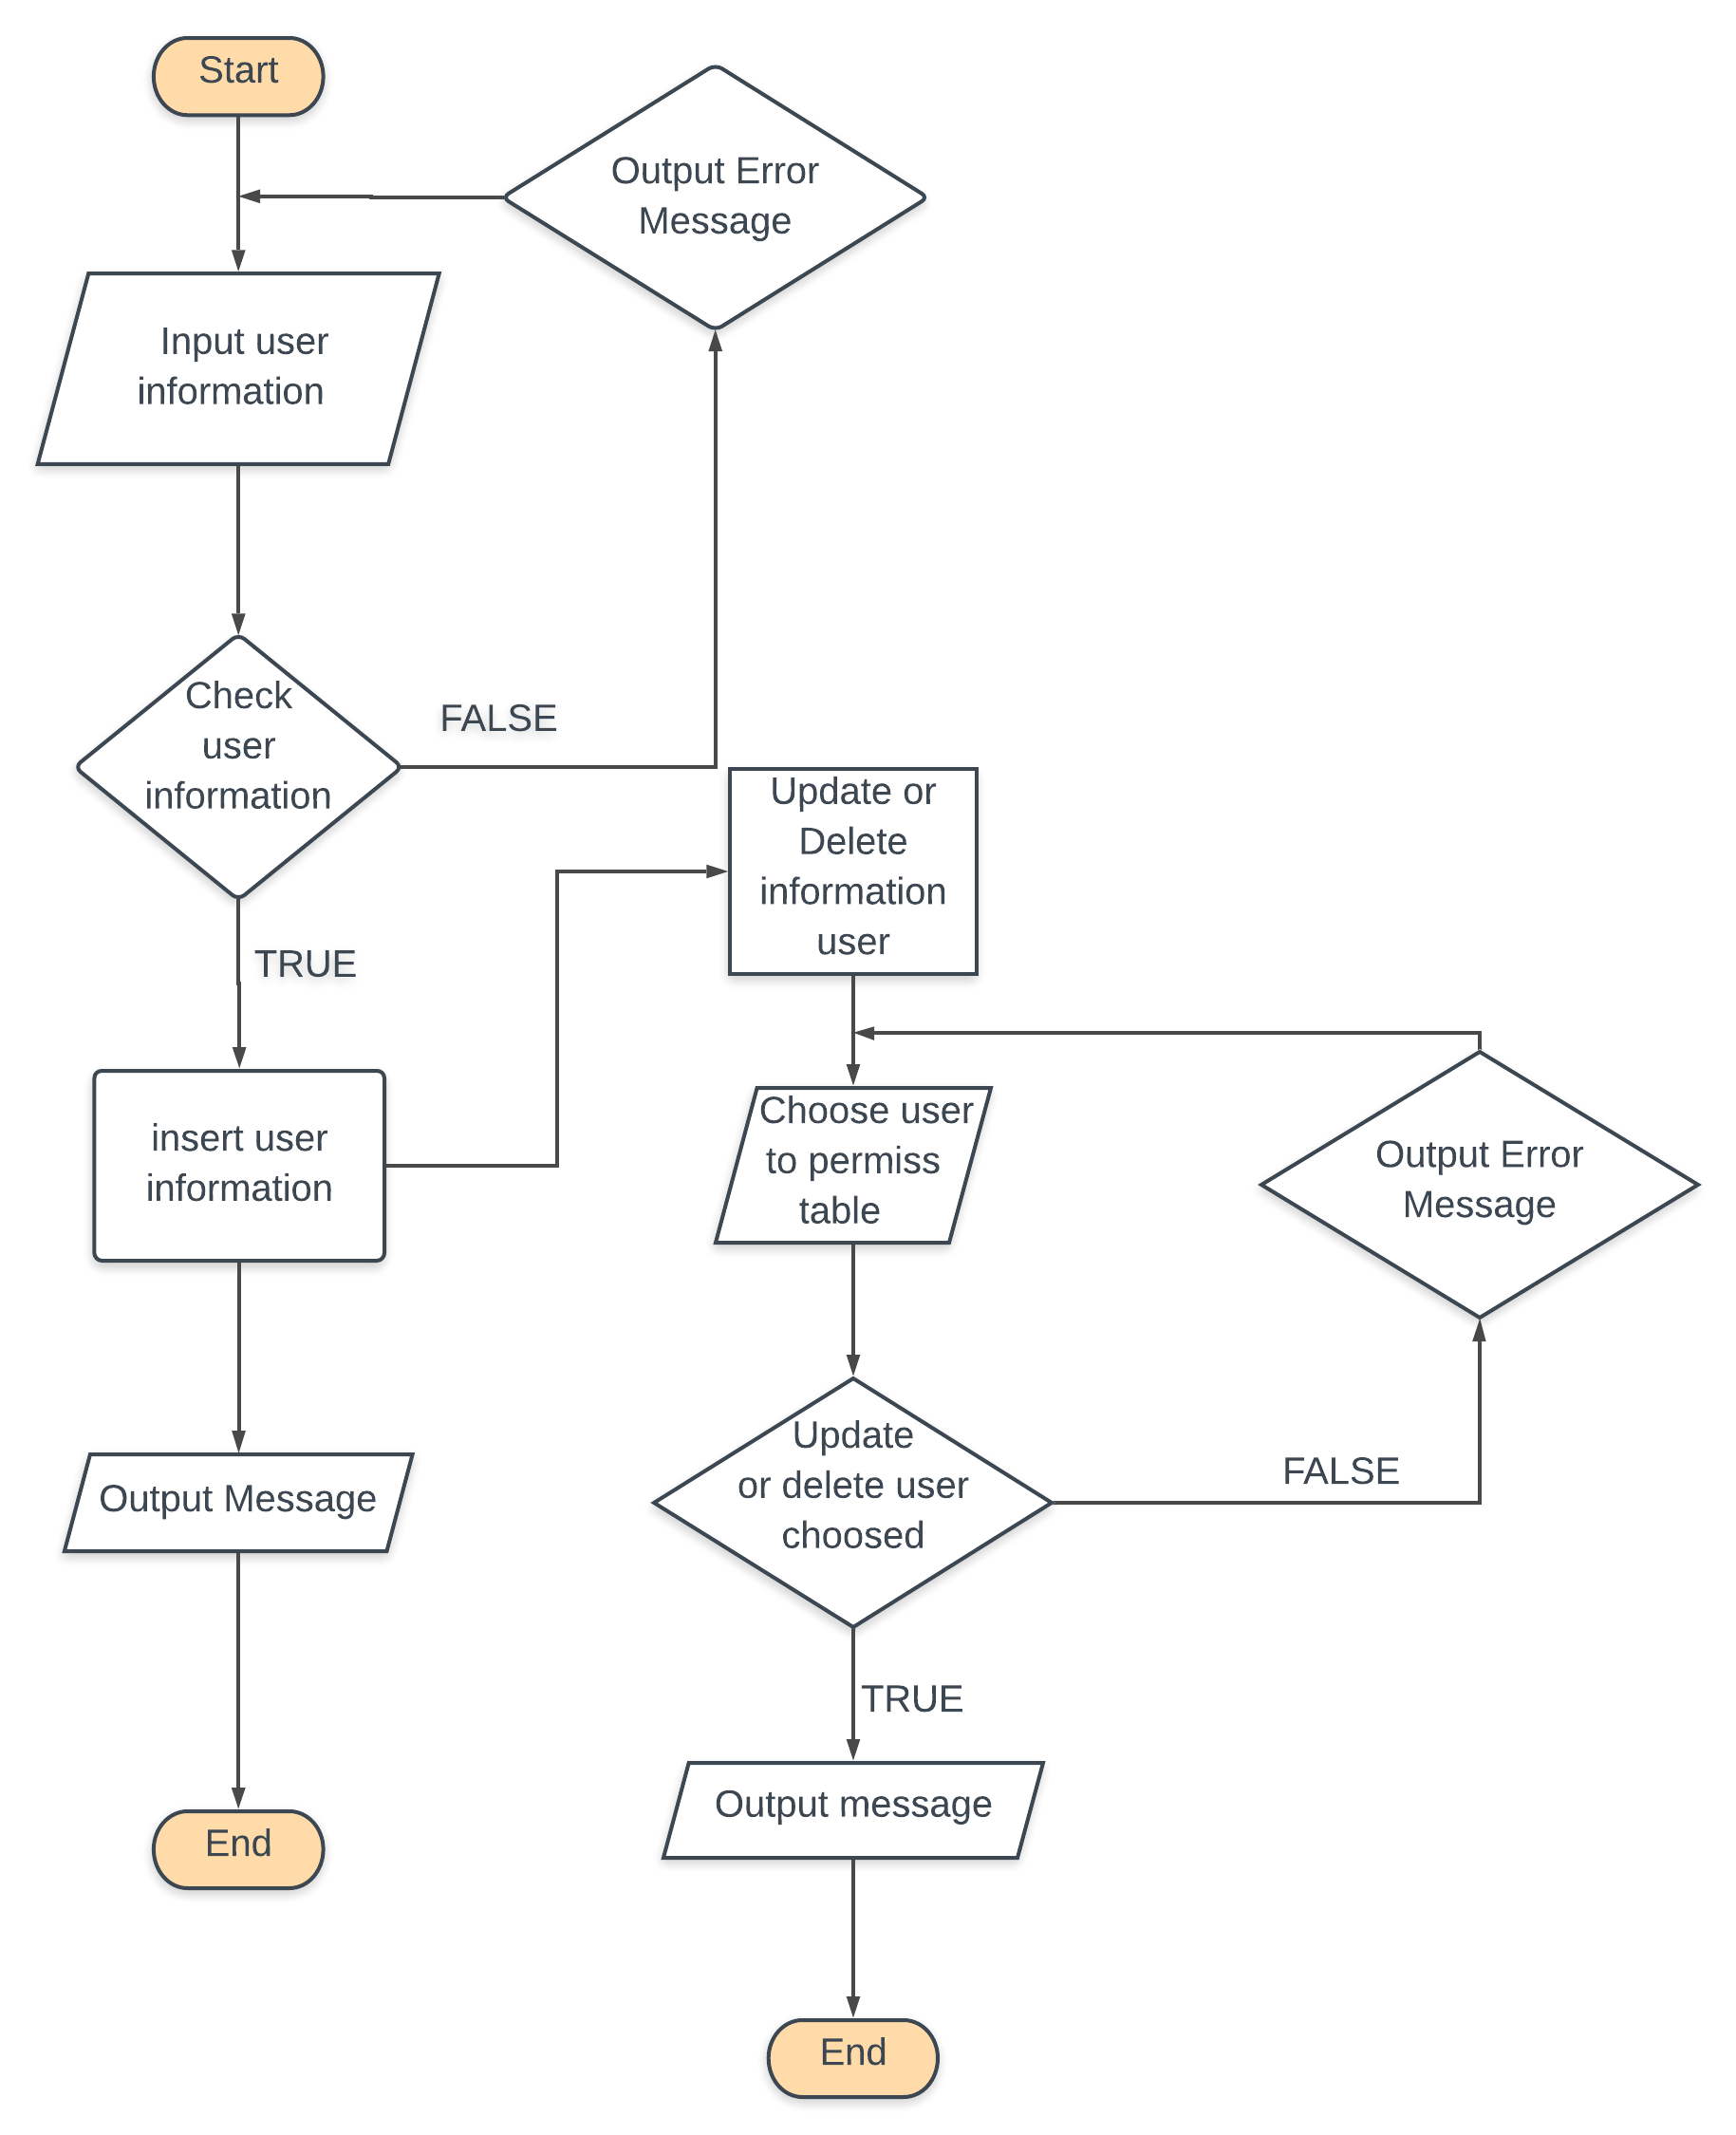 Start
Output Error
Message
Input user
information
Check
user
information
FALSE
TRUE
Update or
Delete
information
user
insert user
information
Choose user
to permiss
table
Output Error
Message
Update
or delete user
choosed
FALSE
Output Message
TRUE
Output message
End
End